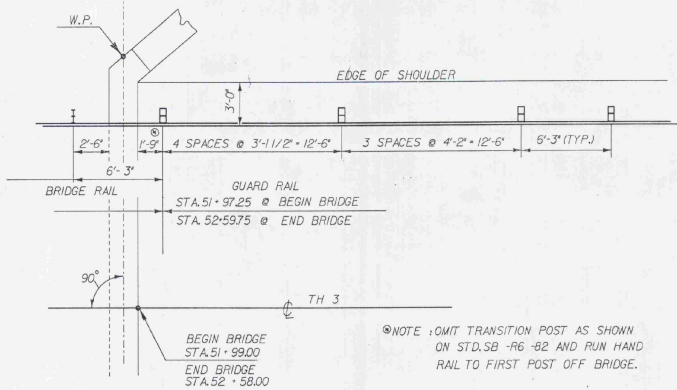 W.P.
EDGE OF SHOULDER
3'-0"
2'-6"
1'-9"
4 SPACES @ 3'-1 1/2" = 12'-6"
3 SPACES @ 4'-2" = 12'-6"
6'-3" (TYP.)
6'-3"
BRIDGE RAIL
GUARD RAIL
STA. 51 + 97.25 @ BEGIN BRIDGE
STA. 52+59.75 @ END BRIDGE
90°
℄
TH 3
BEGIN BRIDGE
STA. 51 + 99.00
END BRIDGE
STA. 52 + 58.00
⊗NOTE : OMIT TRANSITION POST AS SHOWN
ON STD. SB -R6 -82 AND RUN HAND
RAIL TO FIRST POST OFF BRIDGE.